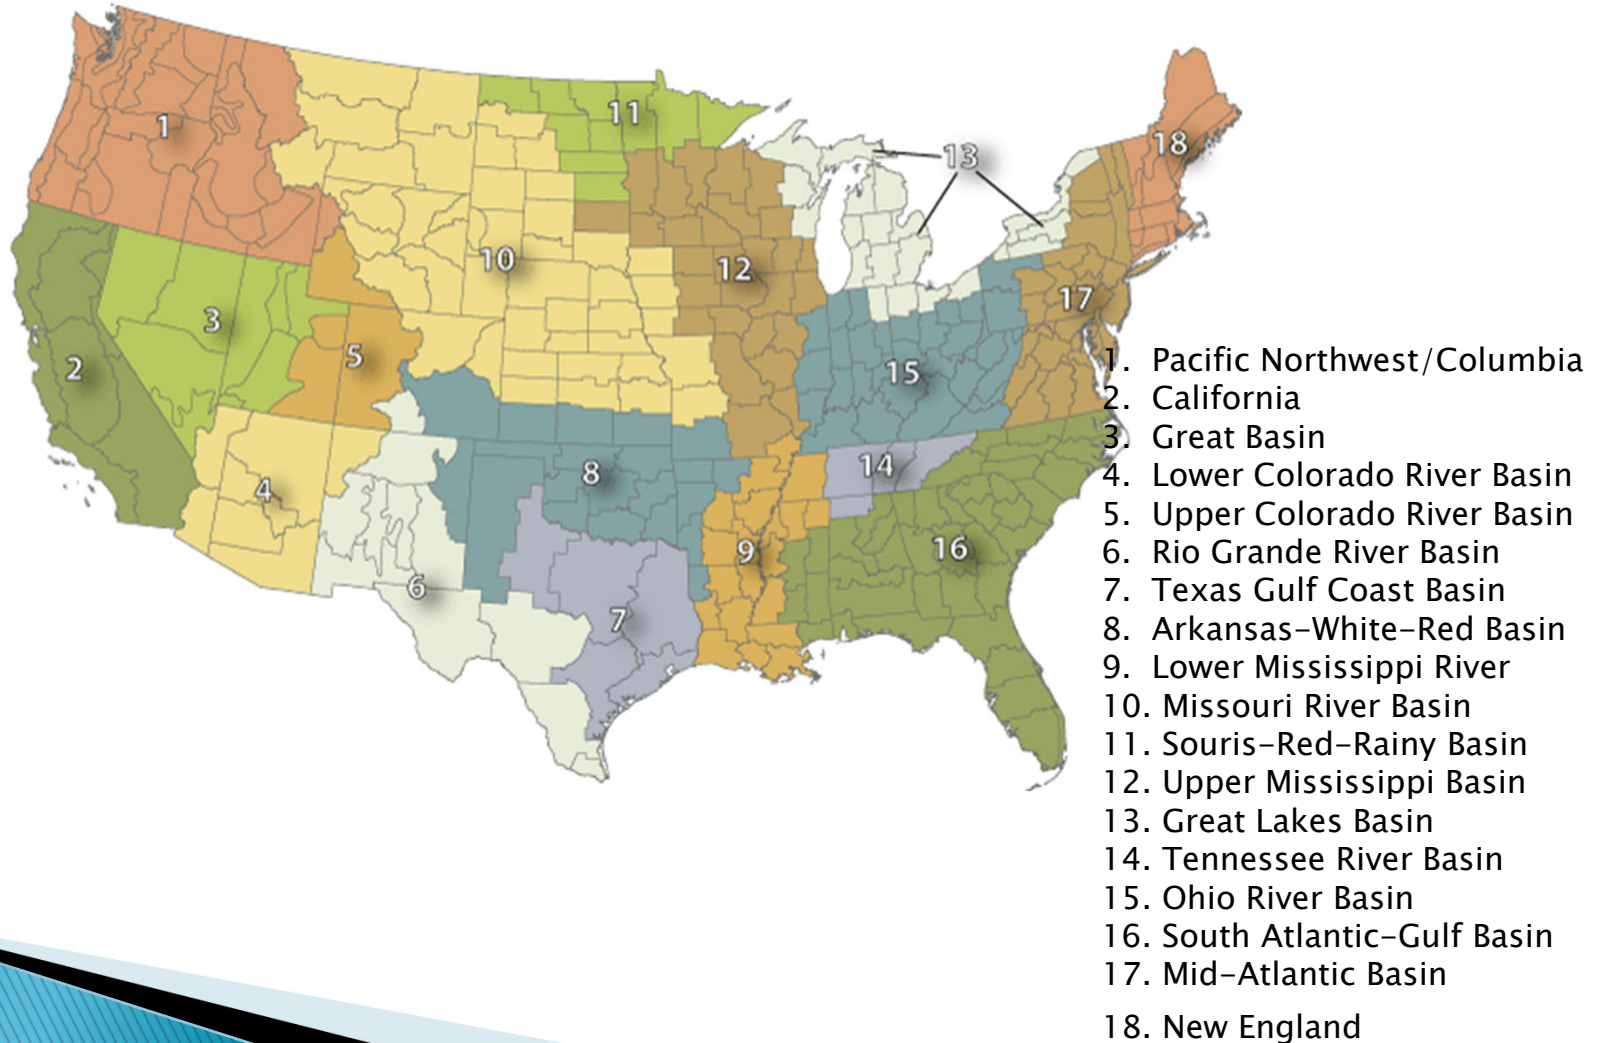 1
11
18
13
10
12
17
3
5
2
15
14
8
4
9
16
6
7
1. Pacific Northwest/Columbia
2. California
3. Great Basin
4. Lower Colorado River Basin
5. Upper Colorado River Basin
6. Rio Grande River Basin
7. Texas Gulf Coast Basin
8. Arkansas-White-Red Basin
9. Lower Mississippi River
10. Missouri River Basin
11. Souris-Red-Rainy Basin
12. Upper Mississippi Basin
13. Great Lakes Basin
14. Tennessee River Basin
15. Ohio River Basin
16. South Atlantic-Gulf Basin
17. Mid-Atlantic Basin
18. New England